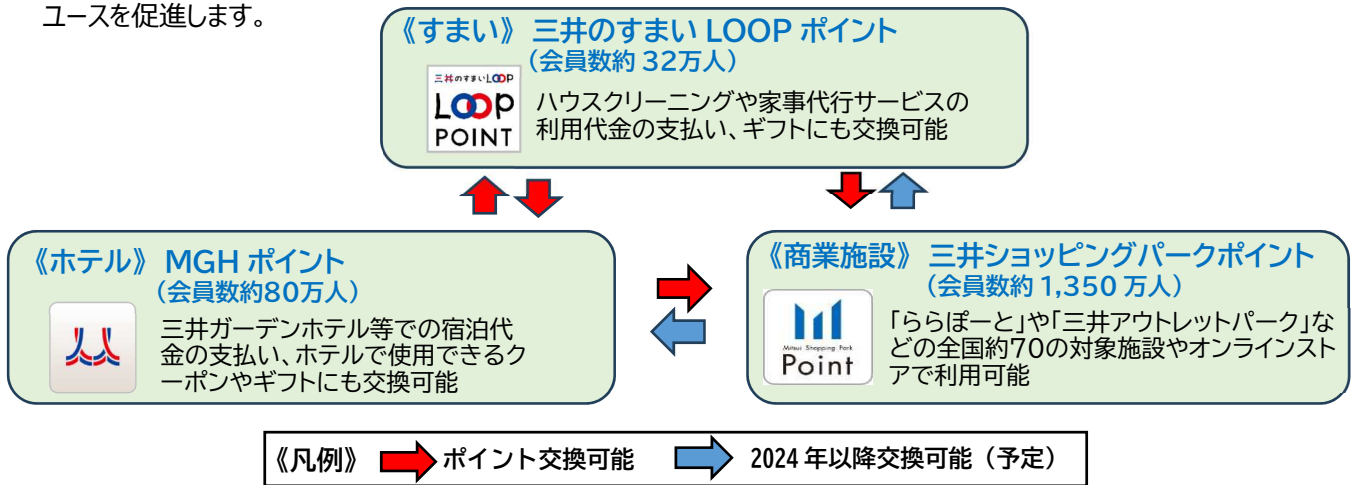 ユースを促進します。
《すまい》 三井のすまい LOOP ポイント
（会員数約 32万人）
三井のすまいLOOP
LOOP
POINT
ハウスクリーニングや家事代行サービスの
利用代金の支払い、ギフトにも交換可能
《ホテル》 MGH ポイント
（会員数約80万人）
三井ガーデンホテル等での宿泊代
金の支払い、ホテルで使用できるク
ーポンやギフトにも交換可能
《商業施設》 三井ショッピングパークポイント
（会員数約 1,350 万人）
Mitsui Shopping Park
Point
「ららぽーと」や「三井アウトレットパーク」な
どの全国約70の対象施設やオンラインスト
アで利用可能
《凡例》 ポイント交換可能 2024 年以降交換可能（予定）